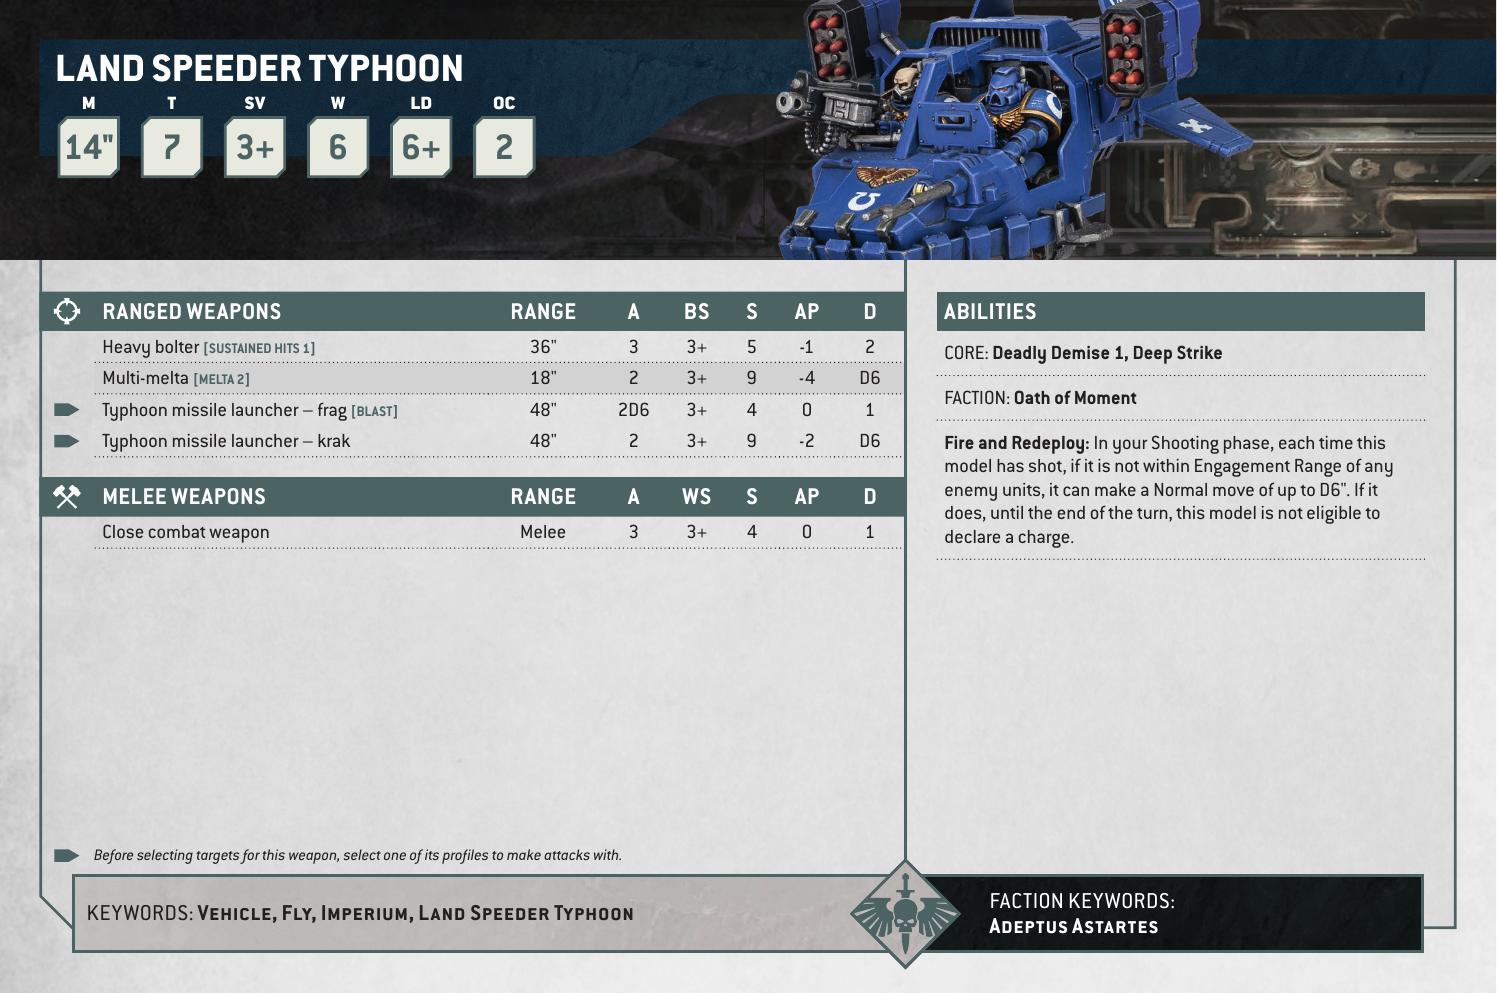 LAND SPEEDER TYPHOON
M T SV W LD OC
14" 7 3+ 6 6+ 2
RANGED WEAPONS RANGE A BS S AP D
Heavy bolter [SUSTAINED HITS 1] 36" 3 3+ 5 -1 2
Multi-melta [MELTA 2] 18" 2 3+ 9 -4 D6
Typhoon missile launcher – frag [BLAST] 48" 2D6 3+ 4 0 1
Typhoon missile launcher – krak 48" 2 3+ 9 -2 D6
MELEE WEAPONS RANGE A WS S AP D
Close combat weapon Melee 3 3+ 4 0 1
ABILITIES
CORE: Deadly Demise 1, Deep Strike
FACTION: Oath of Moment
Fire and Redeploy: In your Shooting phase, each time this
model has shot, if it is not within Engagement Range of any
enemy units, it can make a Normal move of up to D6". If it
does, until the end of the turn, this model is not eligible to
declare a charge.
Before selecting targets for this weapon, select one of its profiles to make attacks with.
KEYWORDS: Vehicle, Fly, Imperium, Land Speeder Typhoon
FACTION KEYWORDS:
Adeptus Astartes